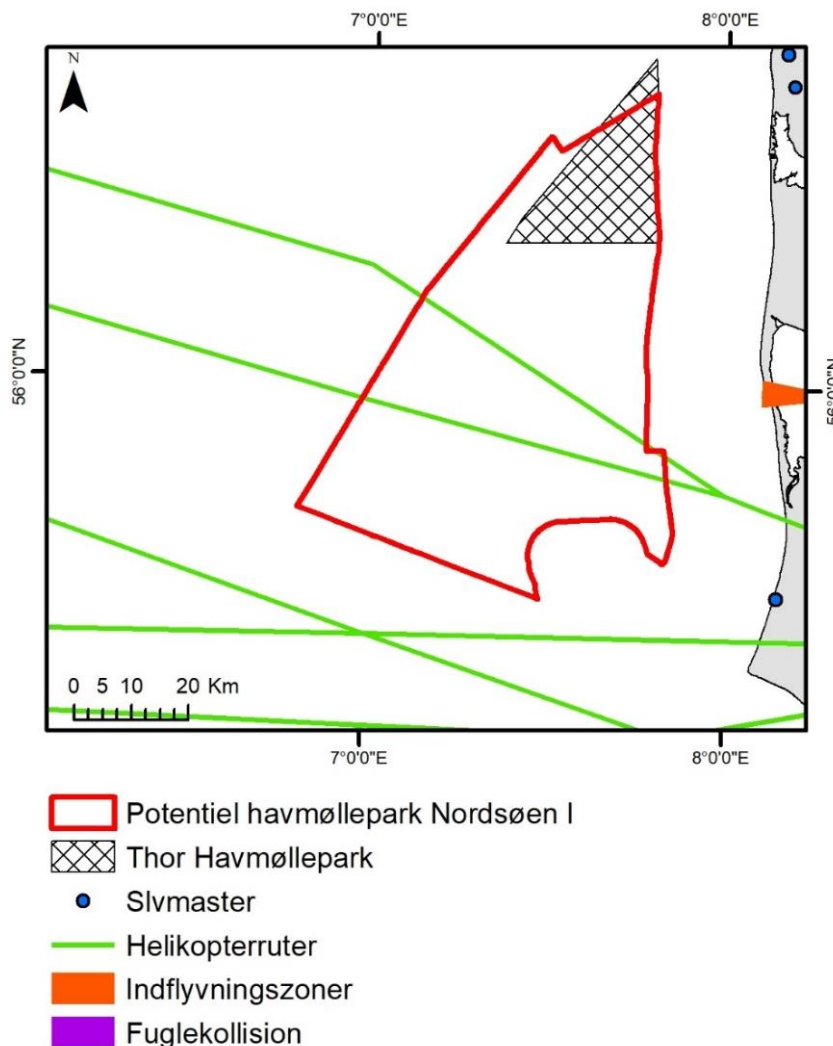 7°0'0"E 8°0'0"E
N
56°0'0"N
56°0'0"N
0 5 10 20 Km
7°0'0"E 8°0'0"E
Potentiel havmøllepark Nordsøen I
Thor Havmøllepark
Slvmaster
Helikopterruter
Indflyvningszoner
Fuglekollision